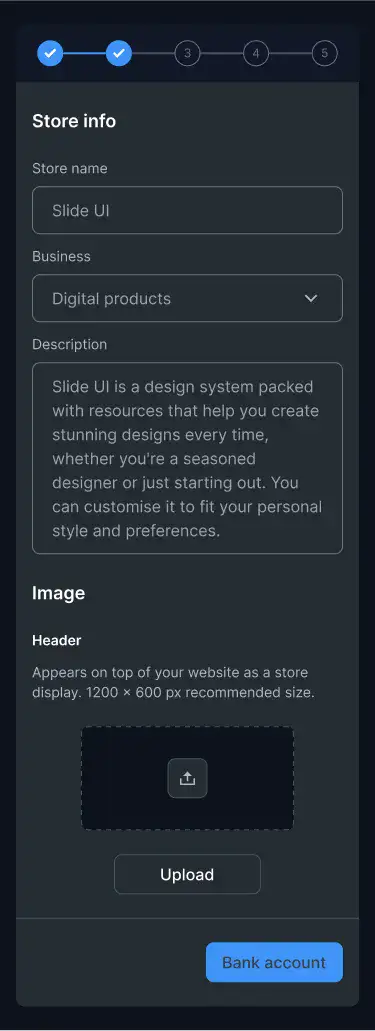 3 4 5
Store info
Store name
Slide UI
Business
Digital products
Description
Slide UI is a design system packed
with resources that help you create
stunning designs every time,
whether you're a seasoned
designer or just starting out. You
can customise it to fit your personal
style and preferences.
Image
Header
Appears on top of your website as a store
display. 1200 × 600 px recommended size.
Upload
Bank account